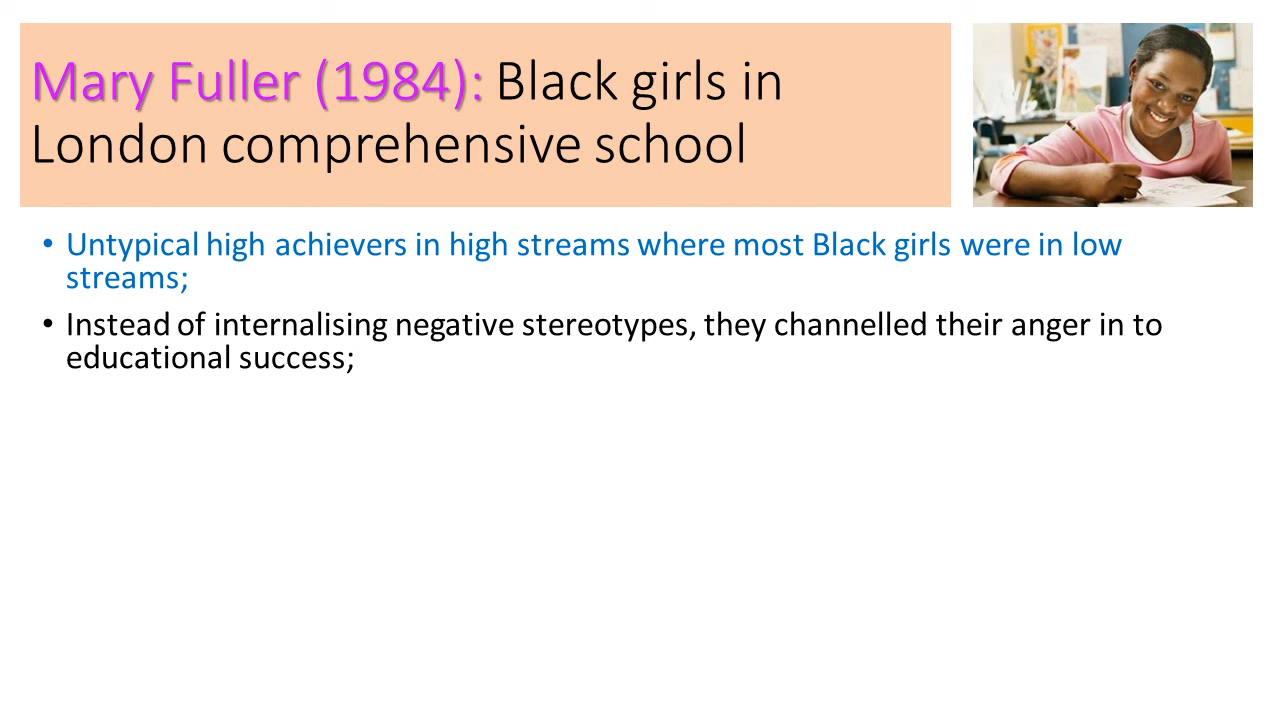 Mary Fuller (1984): Black girls in
London comprehensive school
• Untypical high achievers in high streams where most Black girls were in low
streams;
• Instead of internalising negative stereotypes, they channelled their anger in to
educational success;